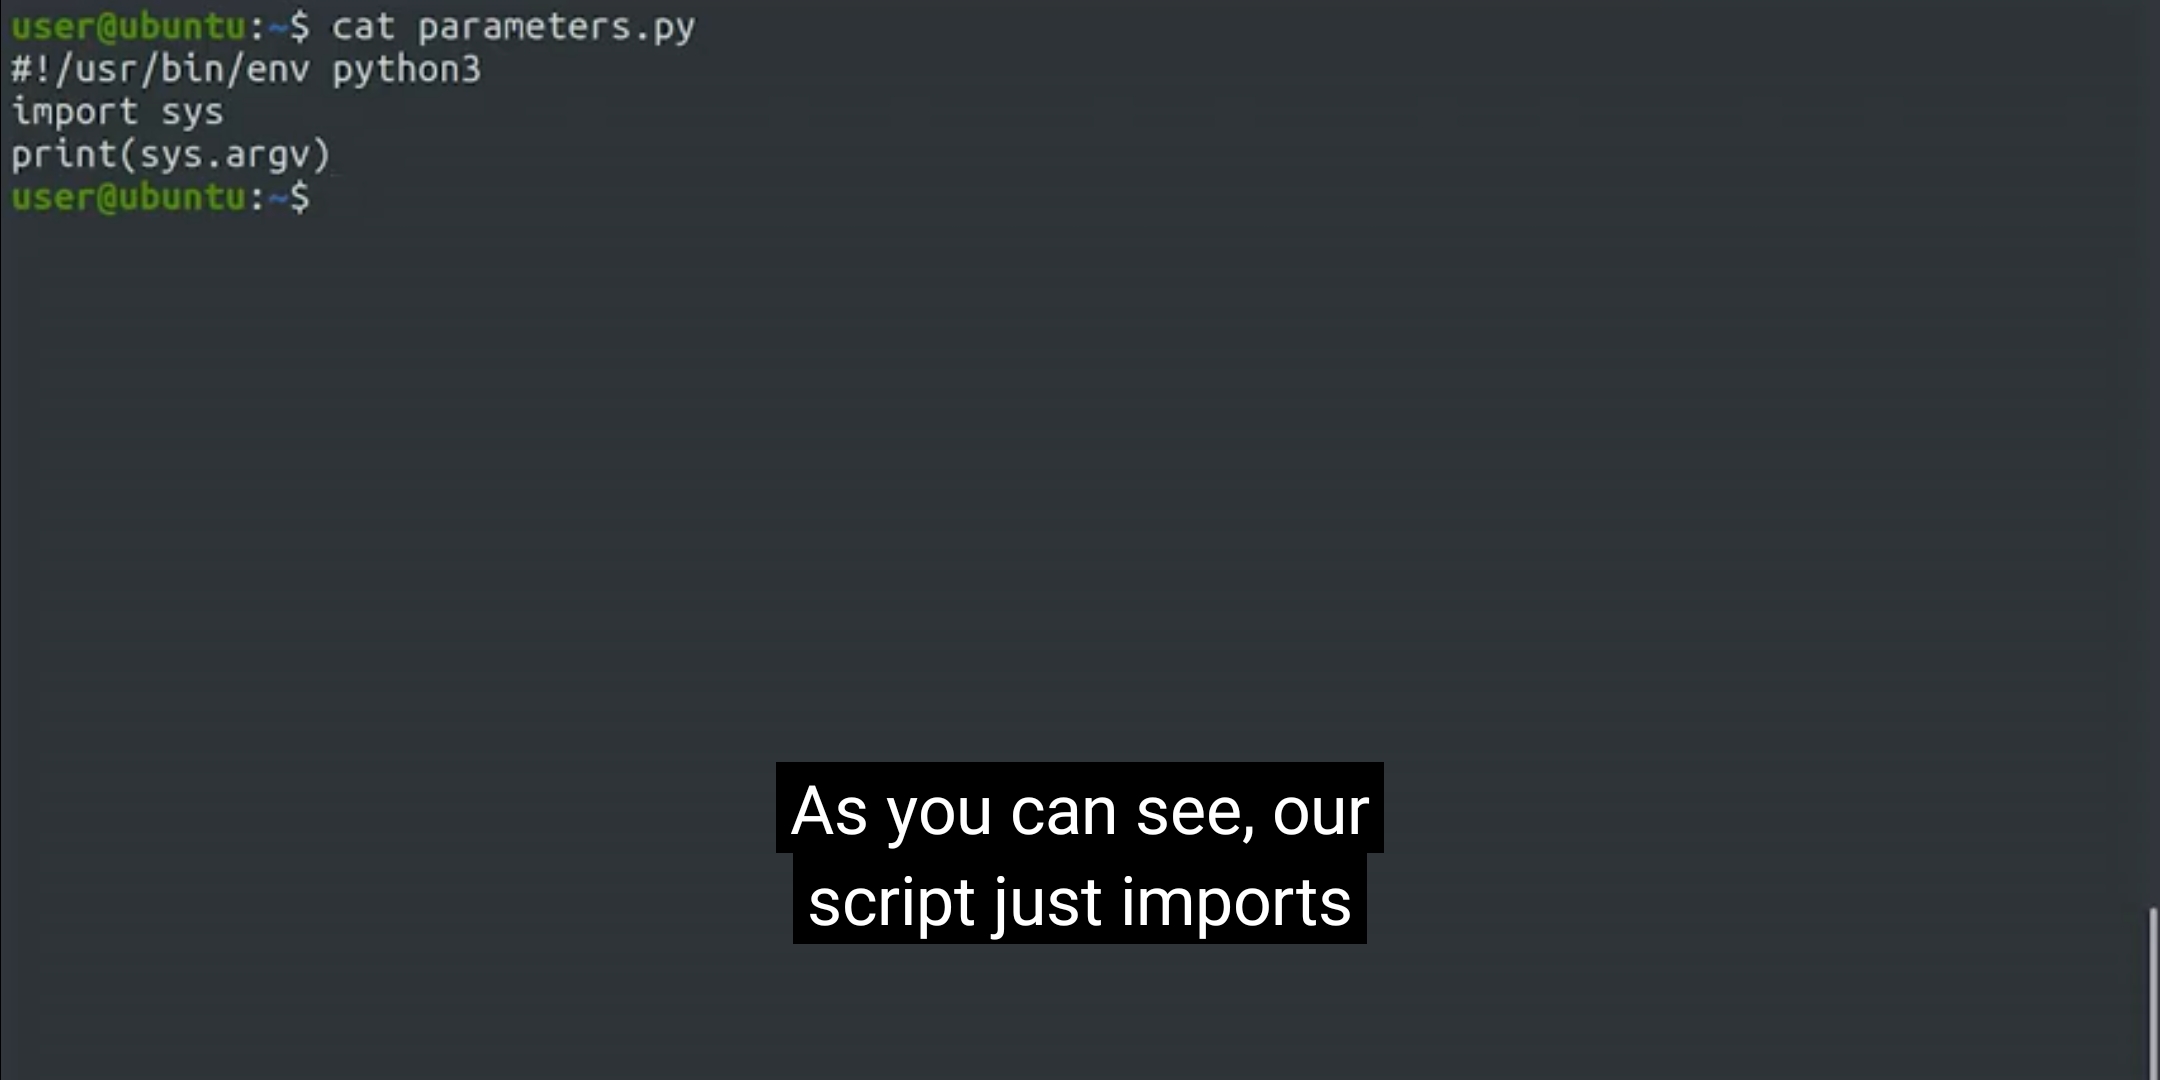 user@ubuntu:~$ cat parameters.py
#!/usr/bin/env python3
import sys
print(sys.argv)
user@ubuntu:~$
As you can see, our
script just imports